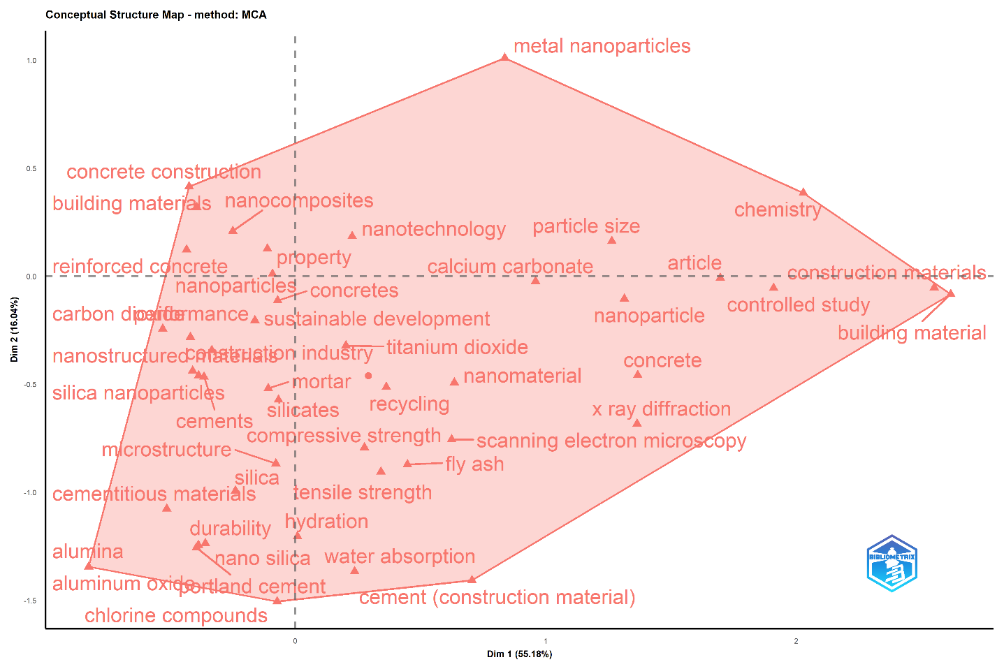 Conceptual Structure Map - method: MCA
metal nanoparticles
1.0
concrete construction
0.5
building materials
nanocomposites
chemistry
nanotechnology
particle size
property
reinforced concrete
calcium carbonate
article
construction materials
0.0
nanoparticles
concretes
controlled study
carbon dioxide
performance
sustainable development
nanoparticle
building material
nanostructured materials
construction industry
titanium dioxide
concrete
silica nanoparticles
mortar
nanomaterial
-0.5
cements
silicates
recycling
x ray diffraction
compressive strength
scanning electron microscopy
microstructure
fly ash
silica
cementitious materials
tensile strength
-1.0
durability
hydration
alumina
nano silica
water absorption
aluminum oxide
portland cement
cement (construction material)
chlorine compounds
-1.5
BIBLIOMETRIX
0
1
2
Dim 1 (55.18%)
Dim 2 (16.04%)